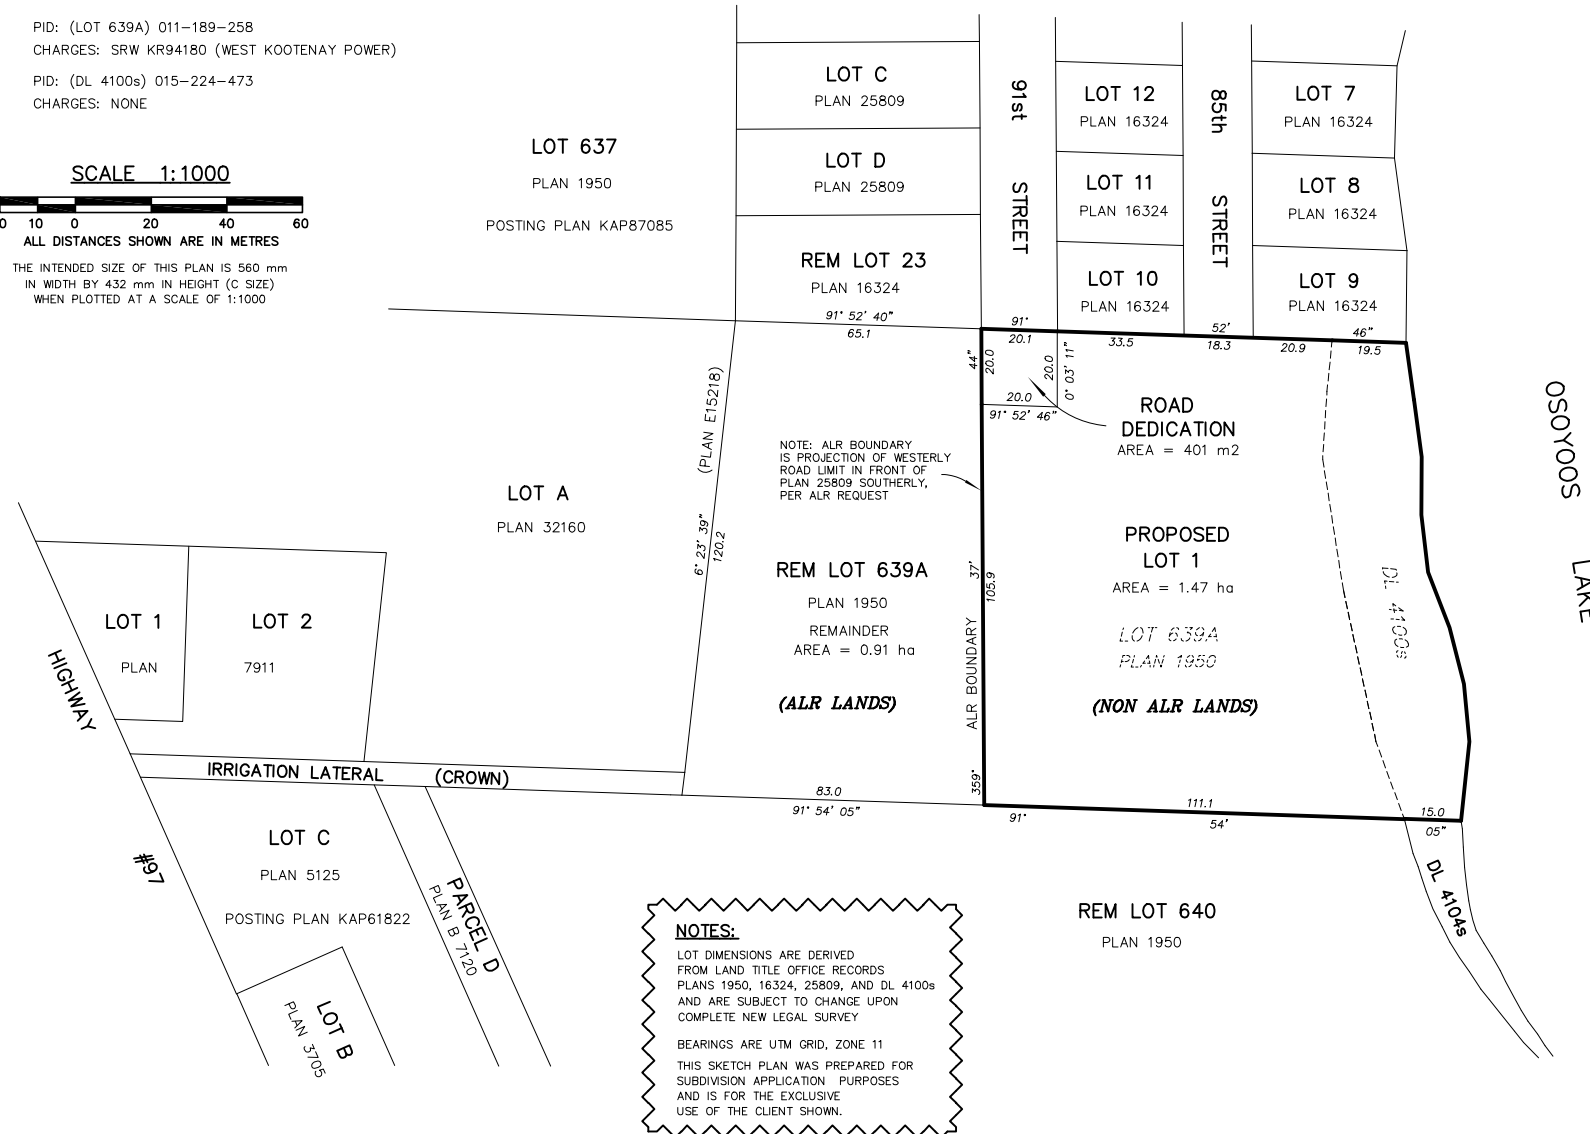 PID: (LOT 639A) 011-189-258
CHARGES: SRW KR94180 (WEST KOOTENAY POWER)
PID: (DL 4100s) 015-224-473
CHARGES: NONE
SCALE 1:1000
0 10 0 20 40 60
ALL DISTANCES SHOWN ARE IN METRES
THE INTENDED SIZE OF THIS PLAN IS 560 mm
IN WIDTH BY 432 mm IN HEIGHT (C SIZE)
WHEN PLOTTED AT A SCALE OF 1:1000
LOT 637
PLAN 1950
POSTING PLAN KAP87085
LOT C
PLAN 25809
LOT D
PLAN 25809
REM LOT 23
PLAN 16324
91° 52' 40"
65.1
91st STREET
LOT 12
PLAN 16324
LOT 11
PLAN 16324
LOT 10
PLAN 16324
85th STREET
LOT 7
PLAN 16324
LOT 8
PLAN 16324
LOT 9
PLAN 16324
91° 52' 46"
20.1 33.5 18.3 20.9 19.5
44"
20.0
20.0
0° 03' 11"
20.0
91° 52' 46"
ROAD
DEDICATION
AREA = 401 m2
OSOYOOS
LAKE
NOTE: ALR BOUNDARY
IS PROJECTION OF WESTERLY
ROAD LIMIT IN FRONT OF
PLAN 25809 SOUTHERLY,
PER ALR REQUEST
(PLAN E15218)
6° 23' 39"
120.2
LOT A
PLAN 32160
REM LOT 639A
PLAN 1950
REMAINDER
AREA = 0.91 ha
(ALR LANDS)
37'
105.9
ALR BOUNDARY
359°
PROPOSED
LOT 1
AREA = 1.47 ha
LOT 639A
PLAN 1950
(NON ALR LANDS)
DL 4100s
LOT 1
PLAN
LOT 2
7911
HIGHWAY
#97
IRRIGATION LATERAL (CROWN)
83.0
91° 54' 05"
111.1
15.0
91° 54' 05"
LOT C
PLAN 5125
POSTING PLAN KAP61822
PARCEL D
PLAN B 7120
LOT B
PLAN 3705
REM LOT 640
PLAN 1950
DL 4104s
NOTES:
LOT DIMENSIONS ARE DERIVED
FROM LAND TITLE OFFICE RECORDS
PLANS 1950, 16324, 25809, AND DL 4100s
AND ARE SUBJECT TO CHANGE UPON
COMPLETE NEW LEGAL SURVEY
BEARINGS ARE UTM GRID, ZONE 11
THIS SKETCH PLAN WAS PREPARED FOR
SUBDIVISION APPLICATION PURPOSES
AND IS FOR THE EXCLUSIVE
USE OF THE CLIENT SHOWN.